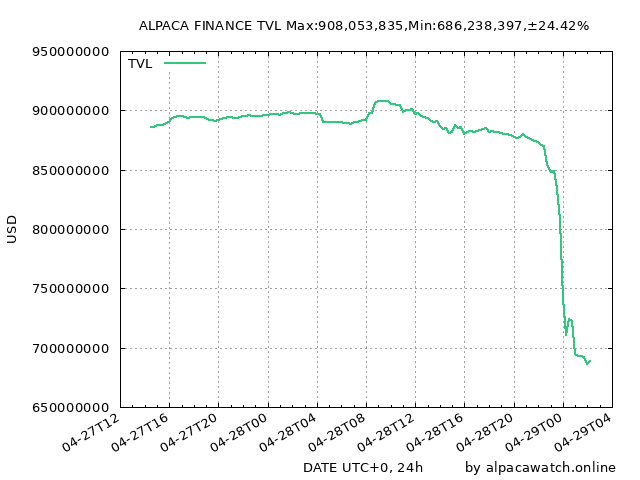 ALPACA FINANCE TVL Max:908,053,835,Min:686,238,397,±24.42%
TVL
950000000
900000000
850000000
800000000
750000000
700000000
650000000
USD
04-27T12
04-27T16
04-27T20
04-28T00
04-28T04
04-28T08
04-28T12
04-28T16
04-28T20
04-29T00
04-29T04
DATE UTC+0, 24h
by alpacawatch.online